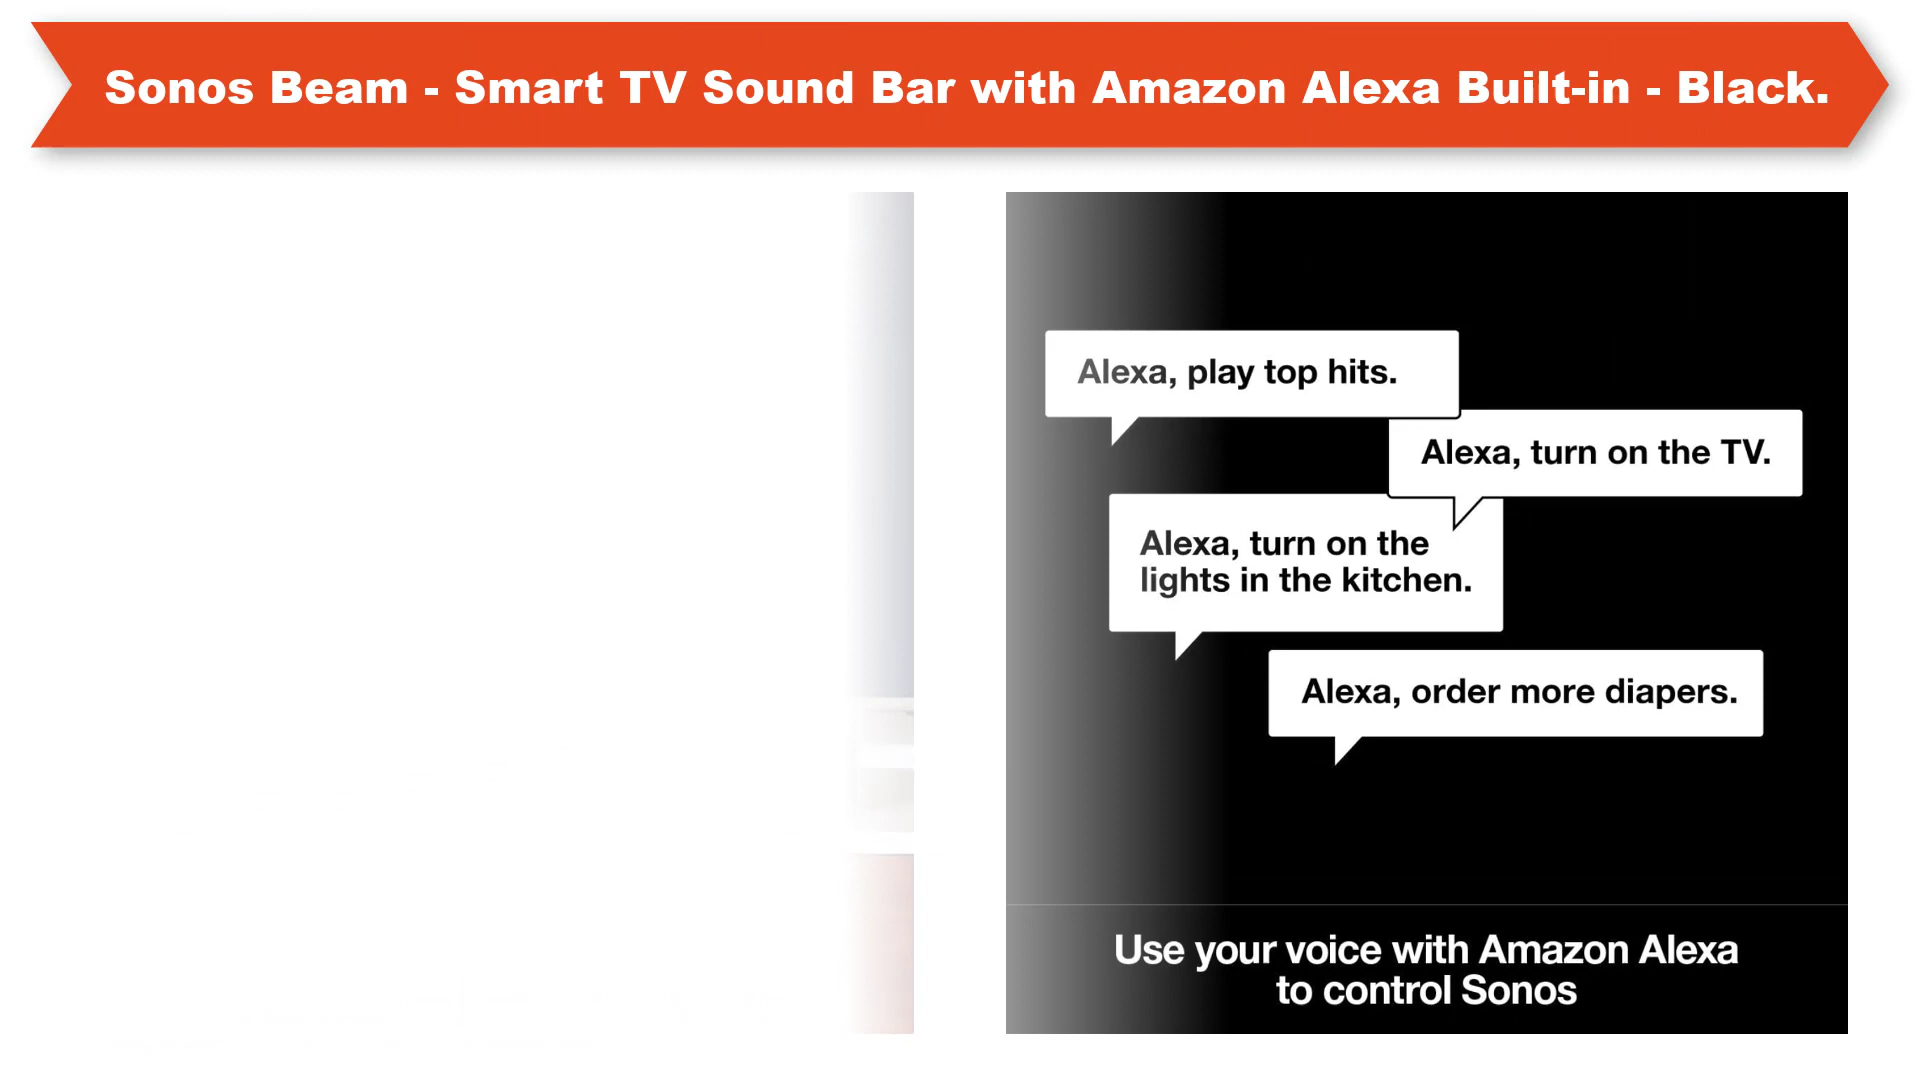 Sonos Beam - Smart TV Sound Bar with Amazon Alexa Built-in - Black.
Alexa, play top hits.
Alexa, turn on the TV.
Alexa, turn on the
lights in the kitchen.
Alexa, order more diapers.
Use your voice with Amazon Alexa
to control Sonos